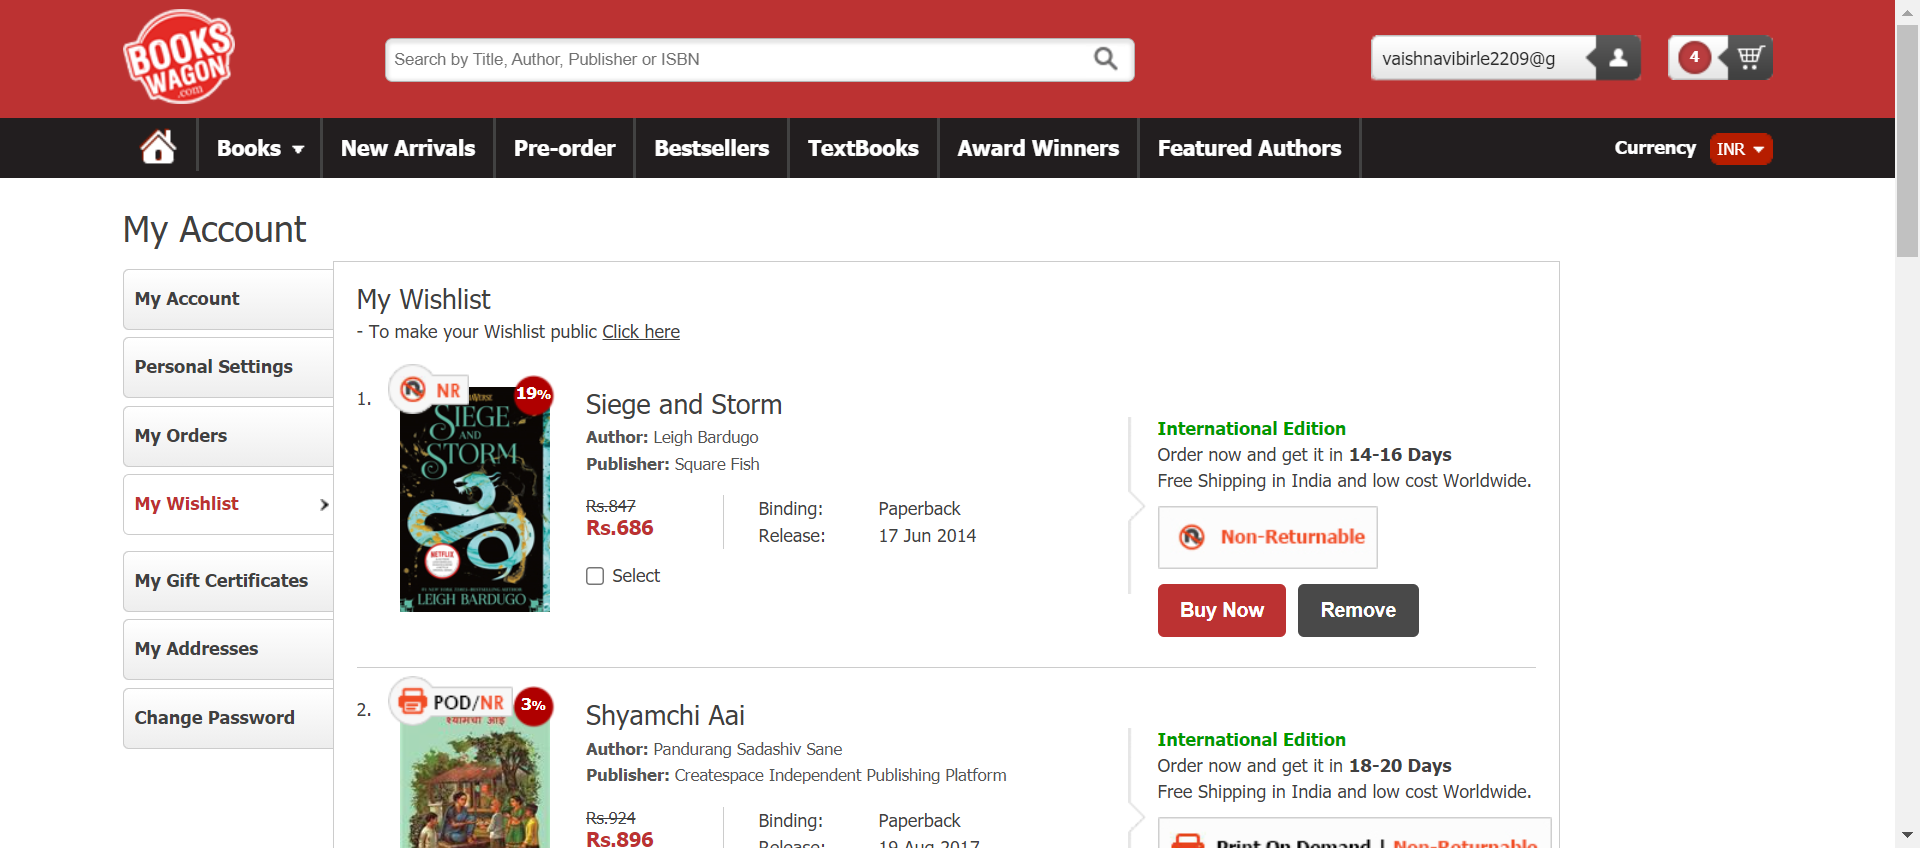 BOOKS
WAGON
.com
Search by Title, Author, Publisher or ISBN
vaishnavibirle2209@g
4
Books
New Arrivals
Pre-order
Bestsellers
TextBooks
Award Winners
Featured Authors
Currency
INR
My Account
My Account
Personal Settings
My Orders
My Wishlist
My Gift Certificates
My Addresses
Change Password
My Wishlist
- To make your Wishlist public Click here
1.
NR
19%
SIEGE
AND
STORM
NETFLIX
LEIGH BARDUGO
Siege and Storm
Author: Leigh Bardugo
Publisher: Square Fish
Rs.847
Rs.686
Binding: Paperback
Release: 17 Jun 2014
Select
International Edition
Order now and get it in 14-16 Days
Free Shipping in India and low cost Worldwide.
Non-Returnable
Buy Now
Remove
2.
POD/NR
3%
श्यामची आई
Shyamchi Aai
Author: Pandurang Sadashiv Sane
Publisher: Createspace Independent Publishing Platform
Rs.924
Rs.896
Binding: Paperback
Release: 19 Aug 2017
International Edition
Order now and get it in 18-20 Days
Free Shipping in India and low cost Worldwide.
Print On Demand | Non-Returnable